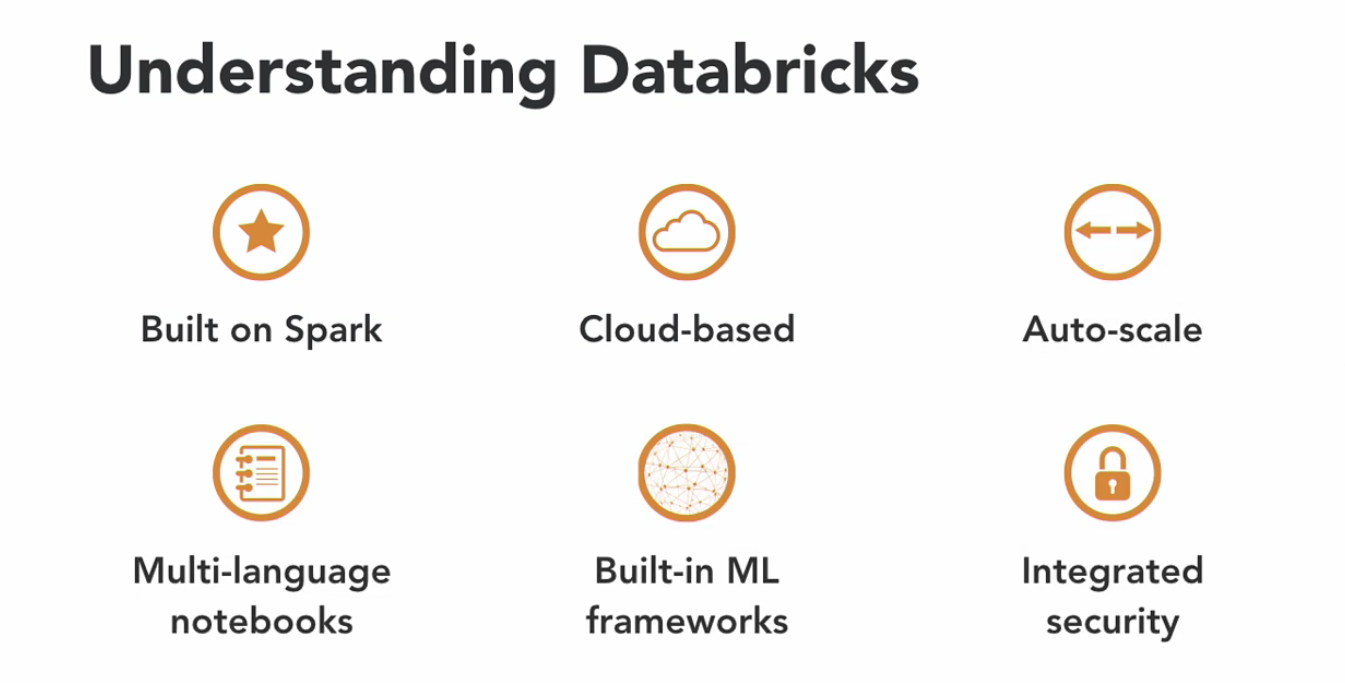 Understanding Databricks
Built on Spark
Cloud-based
Auto-scale
Multi-language
notebooks
Built-in ML
frameworks
Integrated
security